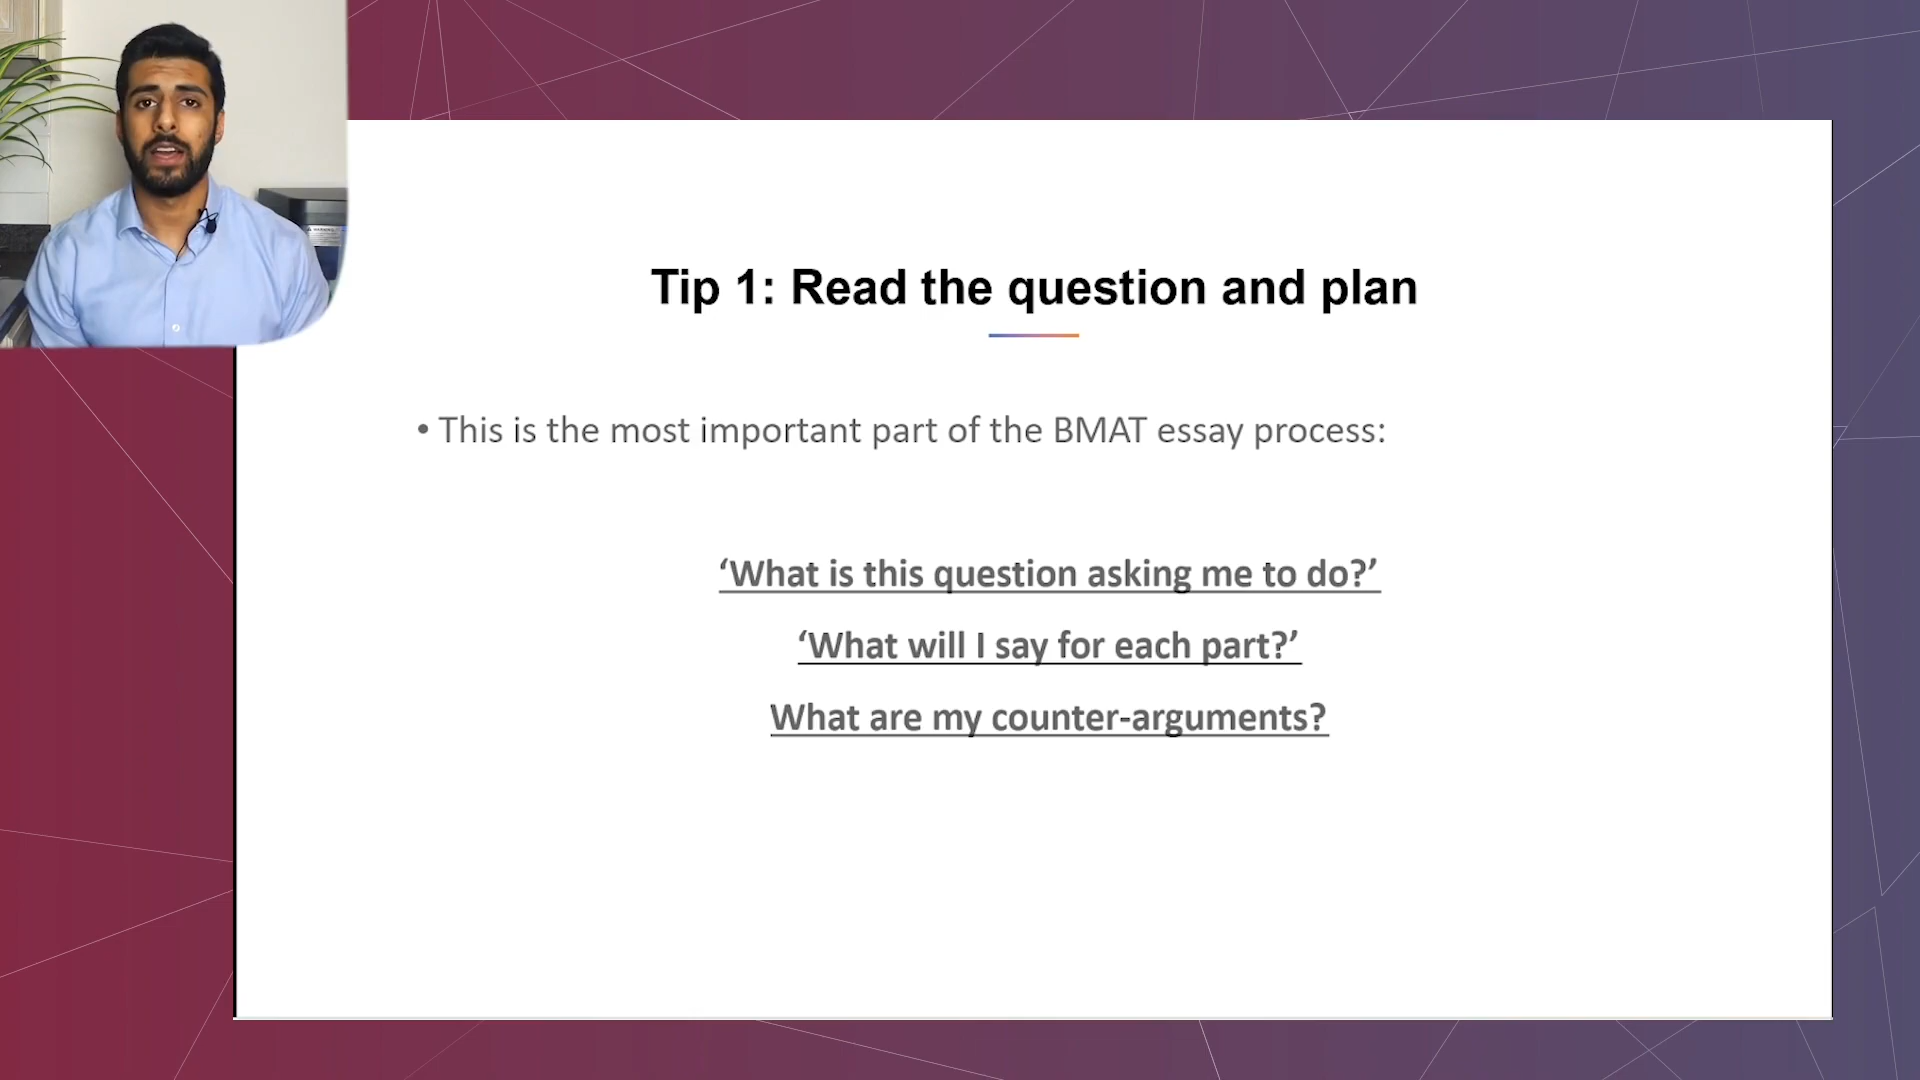 Tip 1: Read the question and plan
• This is the most important part of the BMAT essay process:
‘What is this question asking me to do?’
‘What will I say for each part?’
What are my counter-arguments?